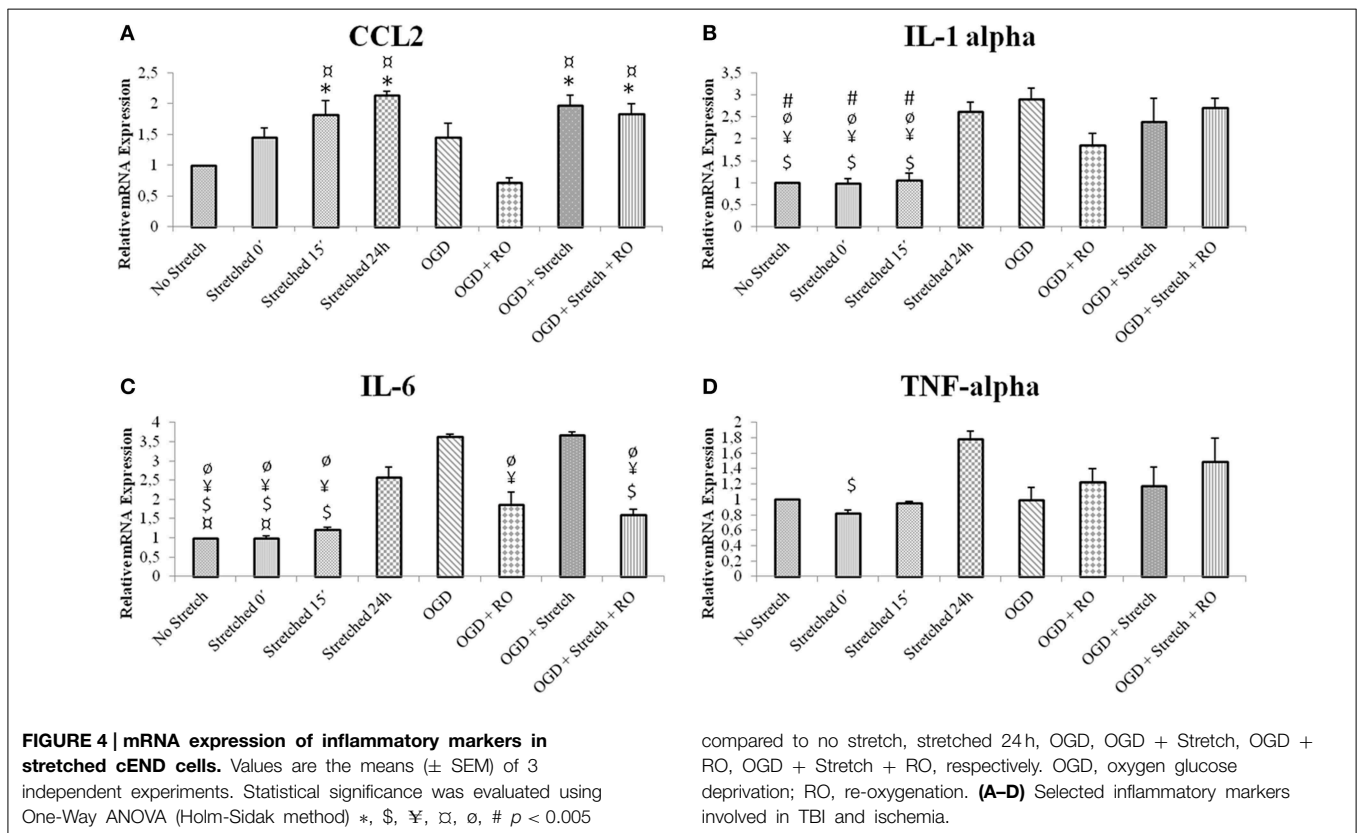 A
CCL2
¤ ¤ ¤ ¤
* * * *
Relative mRNA Expression
2,5
2
1,5
1
0,5
0
No Stretch
Stretched 0′
Stretched 15′
Stretched 24h
OGD
OGD + RO
OGD + Stretch
OGD + Stretch + RO
B
IL-1 alpha
# # #
ø ø ø
¥ ¥ ¥
$ $ $
Relative mRNA Expression
3,5
3
2,5
2
1,5
1
0,5
0
No Stretch
Stretched 0′
Stretched 15′
Stretched 24h
OGD
OGD + RO
OGD + Stretch
OGD + Stretch + RO
C
IL-6
ø ø ø ø ø
¥ ¥ ¥ ¥ ¥
$ $ $ $
¤ ¤
Relative mRNA Expression
4
3,5
3
2,5
2
1,5
1
0,5
0
No Stretch
Stretched 0′
Stretched 15′
Stretched 24h
OGD
OGD + RO
OGD + Stretch
OGD + Stretch + RO
D
TNF-alpha
$
Relative mRNA Expression
2
1,8
1,6
1,4
1,2
1
0,8
0,6
0,4
0,2
0
No Stretch
Stretched 0′
Stretched 15′
Stretched 24h
OGD
OGD + RO
OGD + Stretch
OGD + Stretch + RO
FIGURE 4 | mRNA expression of inflammatory markers in
stretched cEND cells. Values are the means (± SEM) of 3
independent experiments. Statistical significance was evaluated using
One-Way ANOVA (Holm-Sidak method) *, $, ¥, ¤, ø, # p < 0.005
compared to no stretch, stretched 24 h, OGD, OGD + Stretch, OGD +
RO, OGD + Stretch + RO, respectively. OGD, oxygen glucose
deprivation; RO, re-oxygenation. (A–D) Selected inflammatory markers
involved in TBI and ischemia.